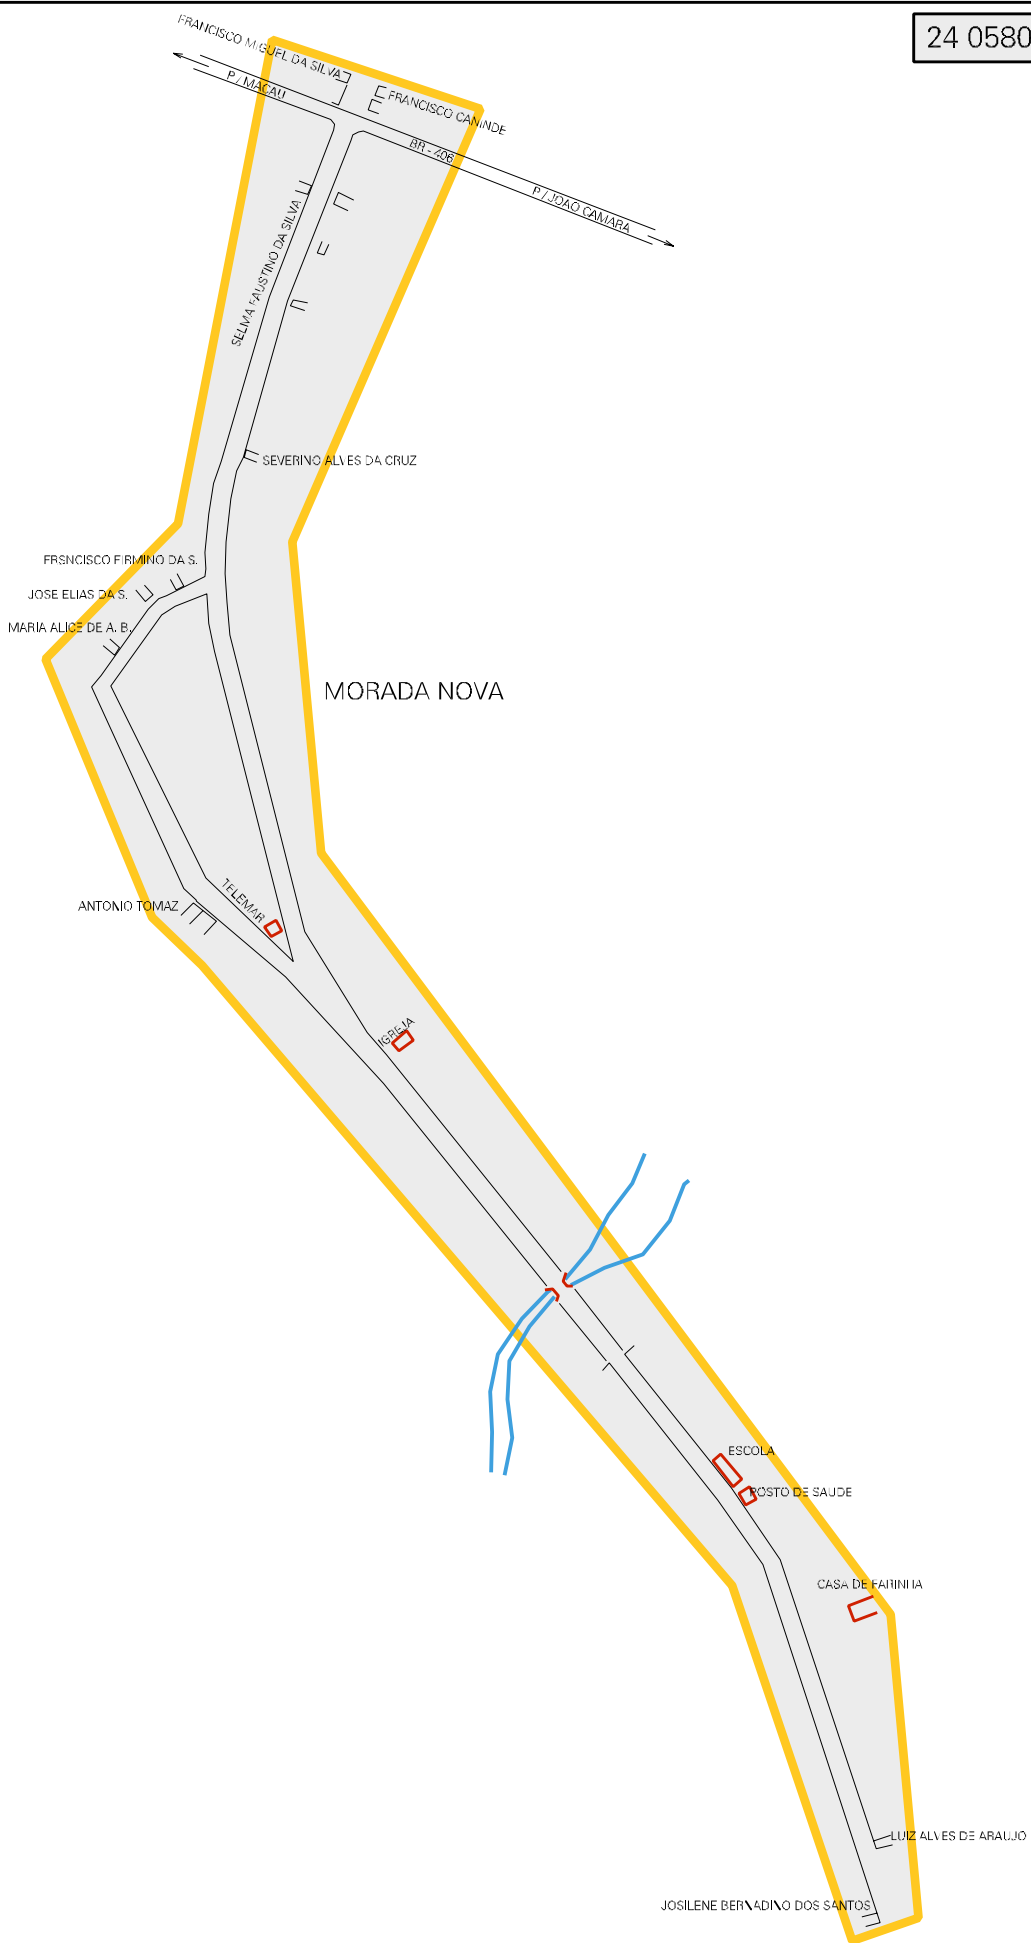 24 0580
FRANCISCO MIGUEL DA SILVA
P/ MACAU
FRANCISCO CANINDE
BR - 406
P/ JOAO CAMARA
SELMA FAUSTINO DA SILVA
SEVERINO ALVES DA CRUZ
FRSNCISCO FIRMINO DA S.
JOSE ELIAS DA S.
MARIA ALICE DE A. B.
MORADA NOVA
TELEMAR
ANTONIO TOMAZ
IGREJA
ESCOLA
POSTO DE SAUDE
CASA DE FARINHA
LUIZ ALVES DE ARAUJO
JOSILENE BERNADINO DOS SANTOS